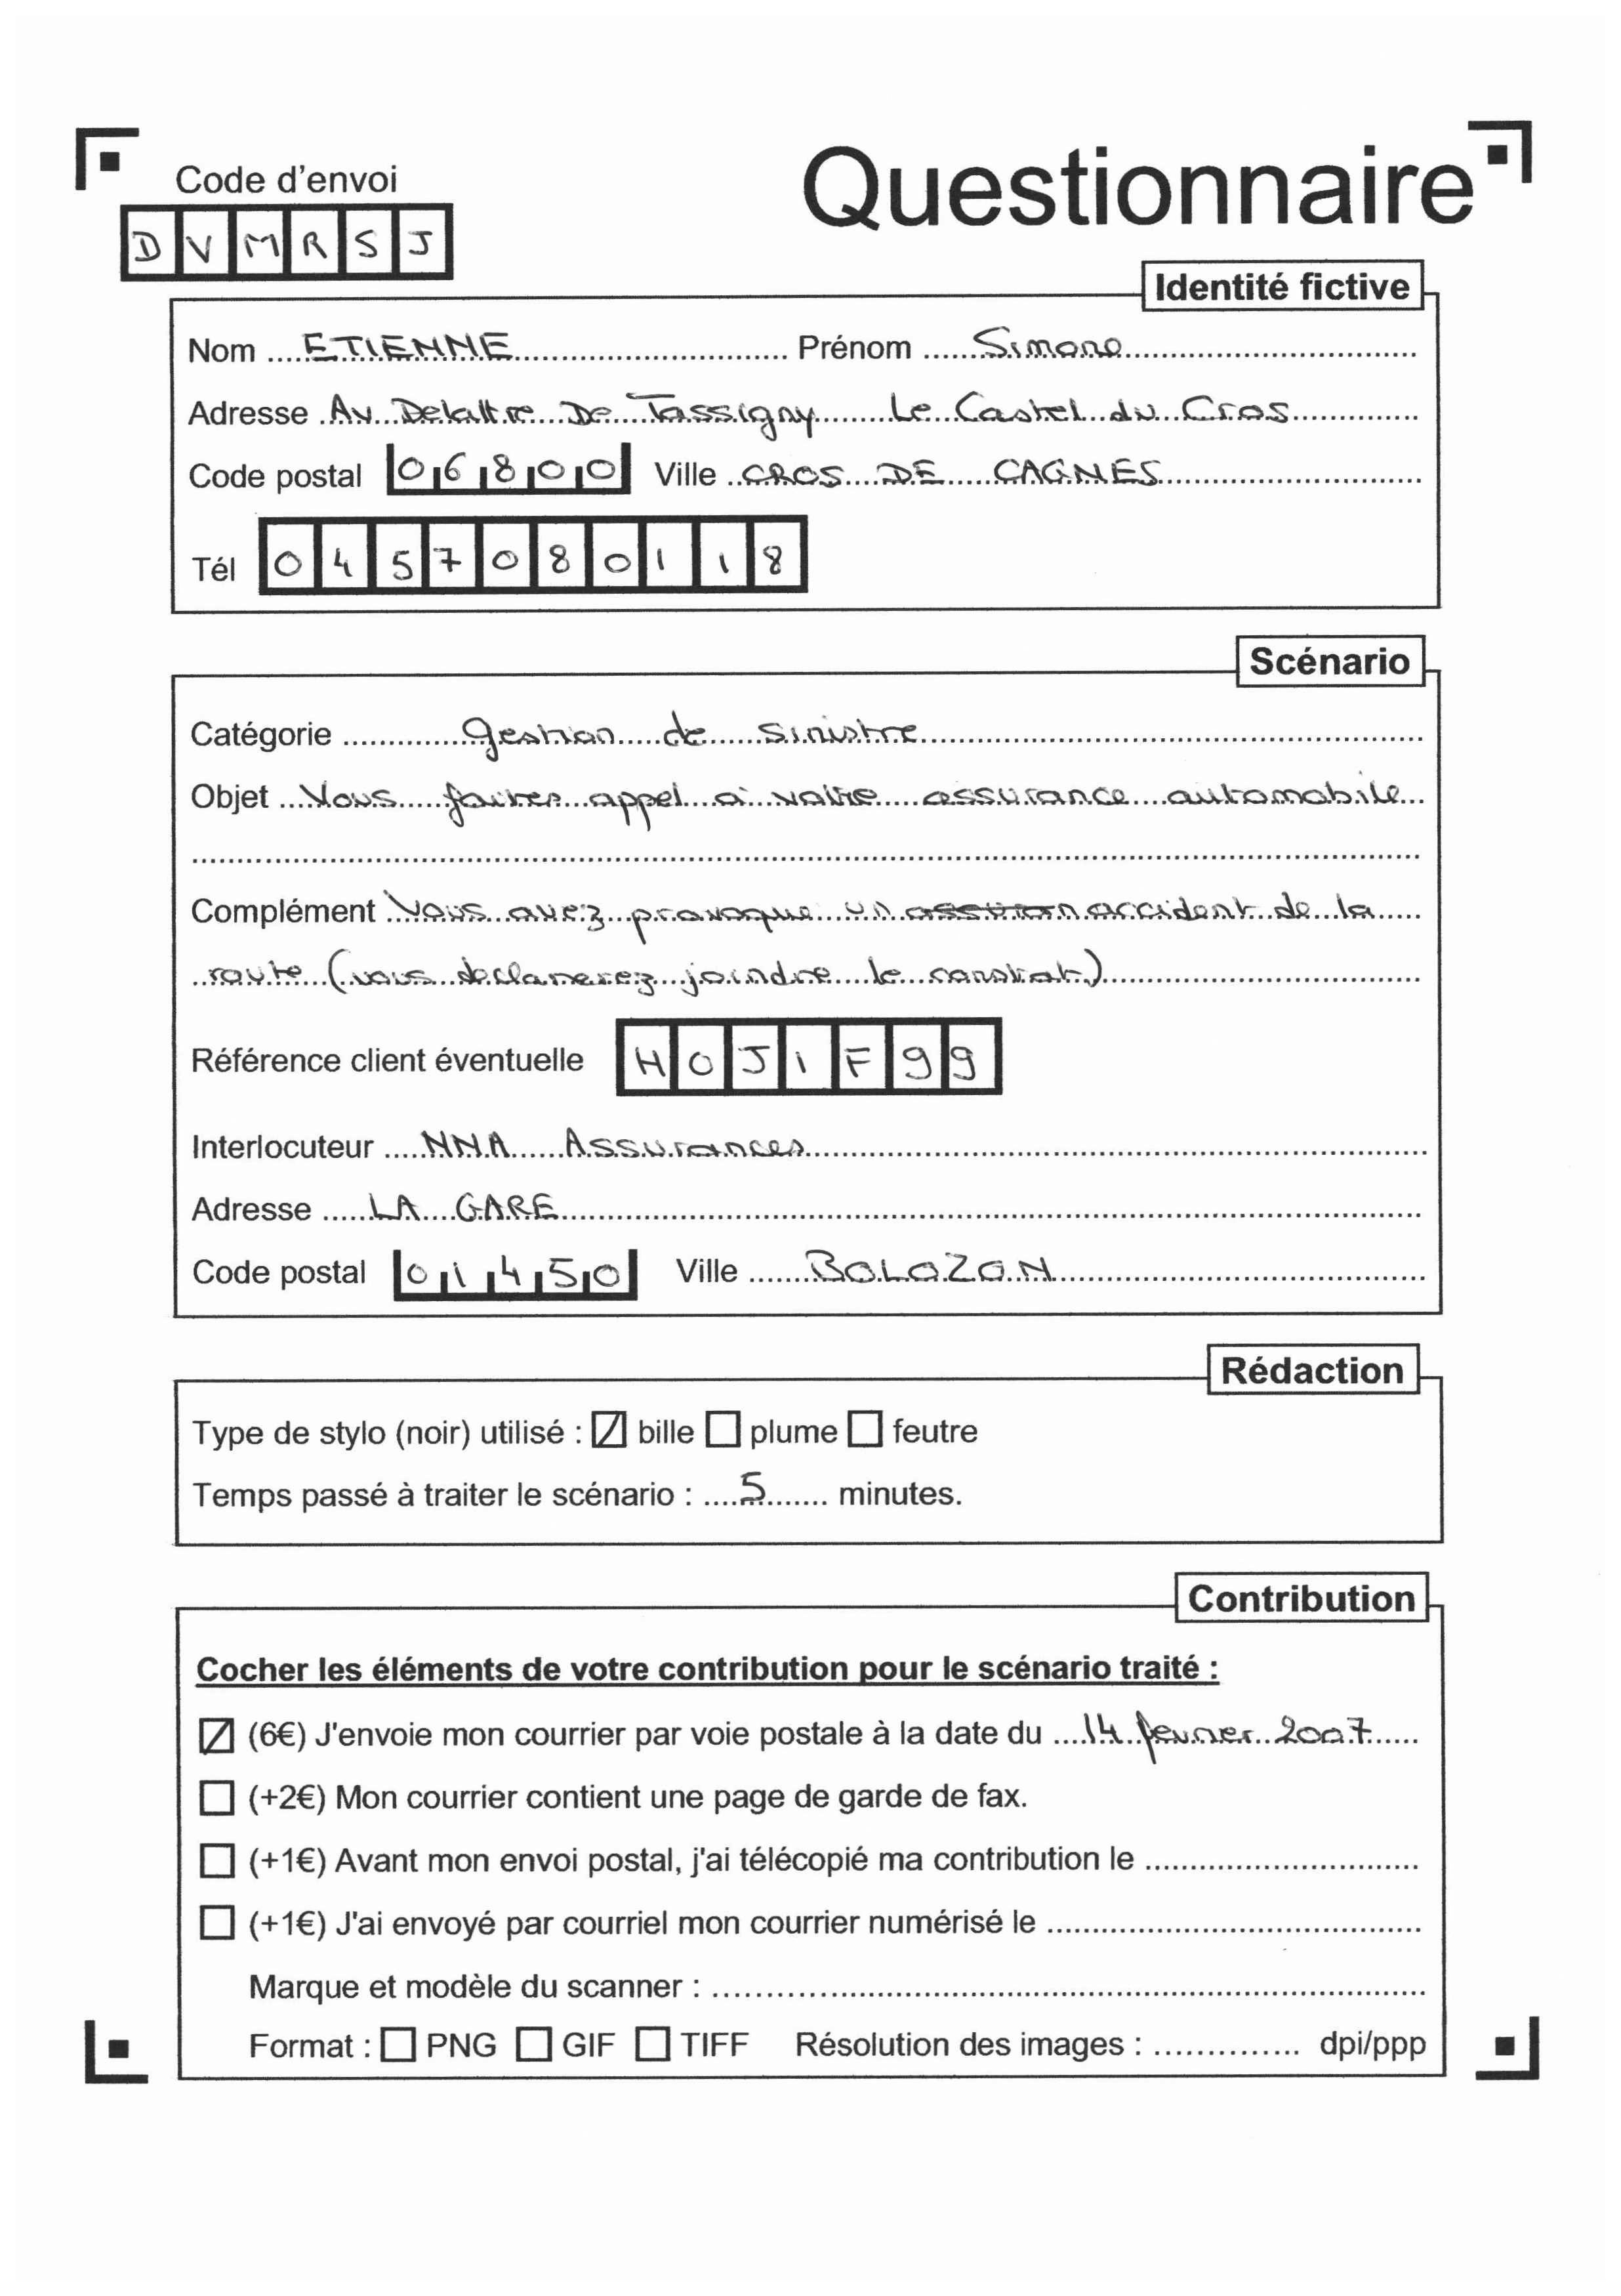 Code d'envoi
Questionnaire
D V M R S J
Identité fictive
Nom ETIENNE Prénom Simone
Adresse Av Delattre De Tassigny Le Castel du Cros
Code postal 06800 Ville CROS DE CAGNES
Tél 0457080118
Scénario
Catégorie gestion de sinistre
Objet Vous faites appel a votre assurance automobile
Complément Vous avez provoque un accident de la
route (vous declarerez joindre le constat)
Référence client éventuelle HOJIF99
Interlocuteur NNA Assurances
Adresse LA GARE
Code postal 01450 Ville BOLOZON
Rédaction
Type de stylo (noir) utilisé : bille plume feutre
Temps passé à traiter le scénario : 5 minutes.
Contribution
Cocher les éléments de votre contribution pour le scénario traité :
(6€) J'envoie mon courrier par voie postale à la date du 14 fevrier 2007
(+2€) Mon courrier contient une page de garde de fax.
(+1€) Avant mon envoi postal, j'ai télécopié ma contribution le
(+1€) J'ai envoyé par courriel mon courrier numérisé le
Marque et modèle du scanner :
Format : PNG GIF TIFF Résolution des images : dpi/ppp